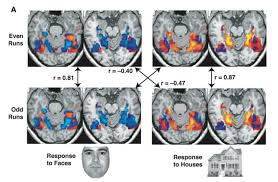 A
Even
Runs
r = 0.81
r = –0.40
r = –0.47
r = 0.87
Odd
Runs
Response
to Faces
Response
to Houses